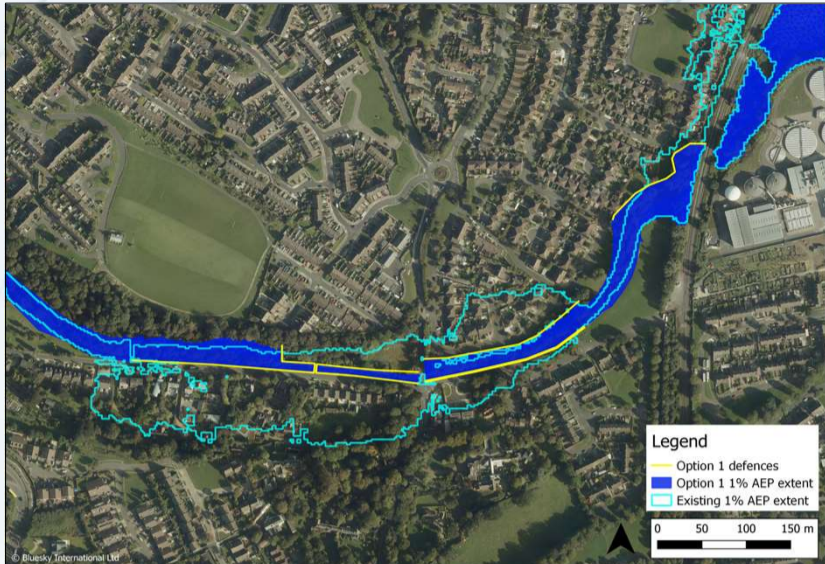 Legend
Option 1 defences
Option 1 1% AEP extent
Existing 1% AEP extent
0 50 100 150 m
© Bluesky International Ltd